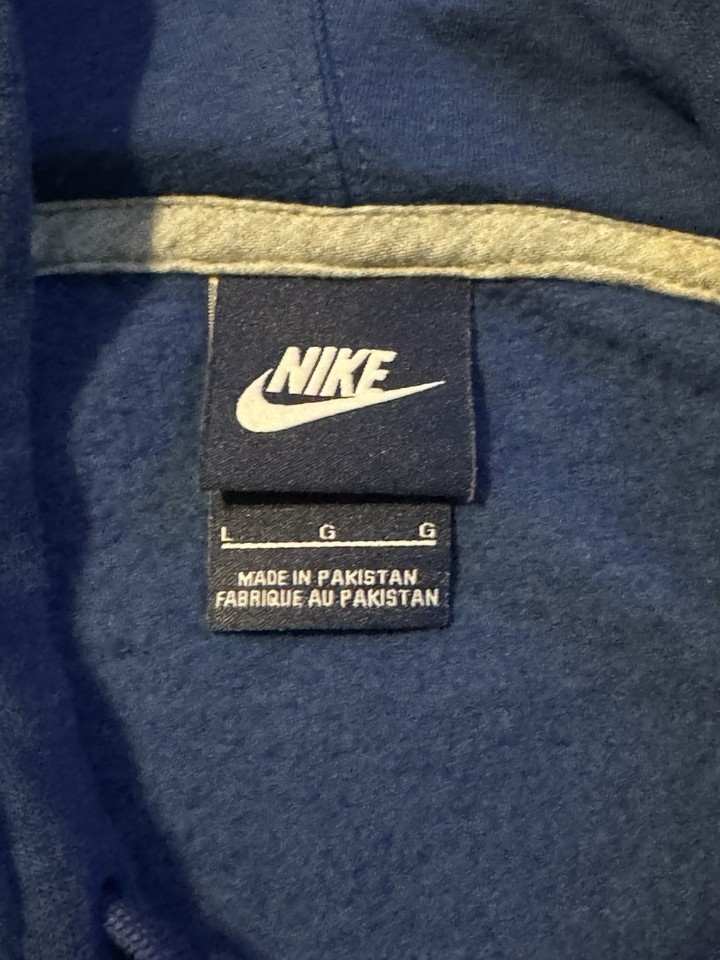 NIKE
L G G
MADE IN PAKISTAN
FABRIQUE AU PAKISTAN